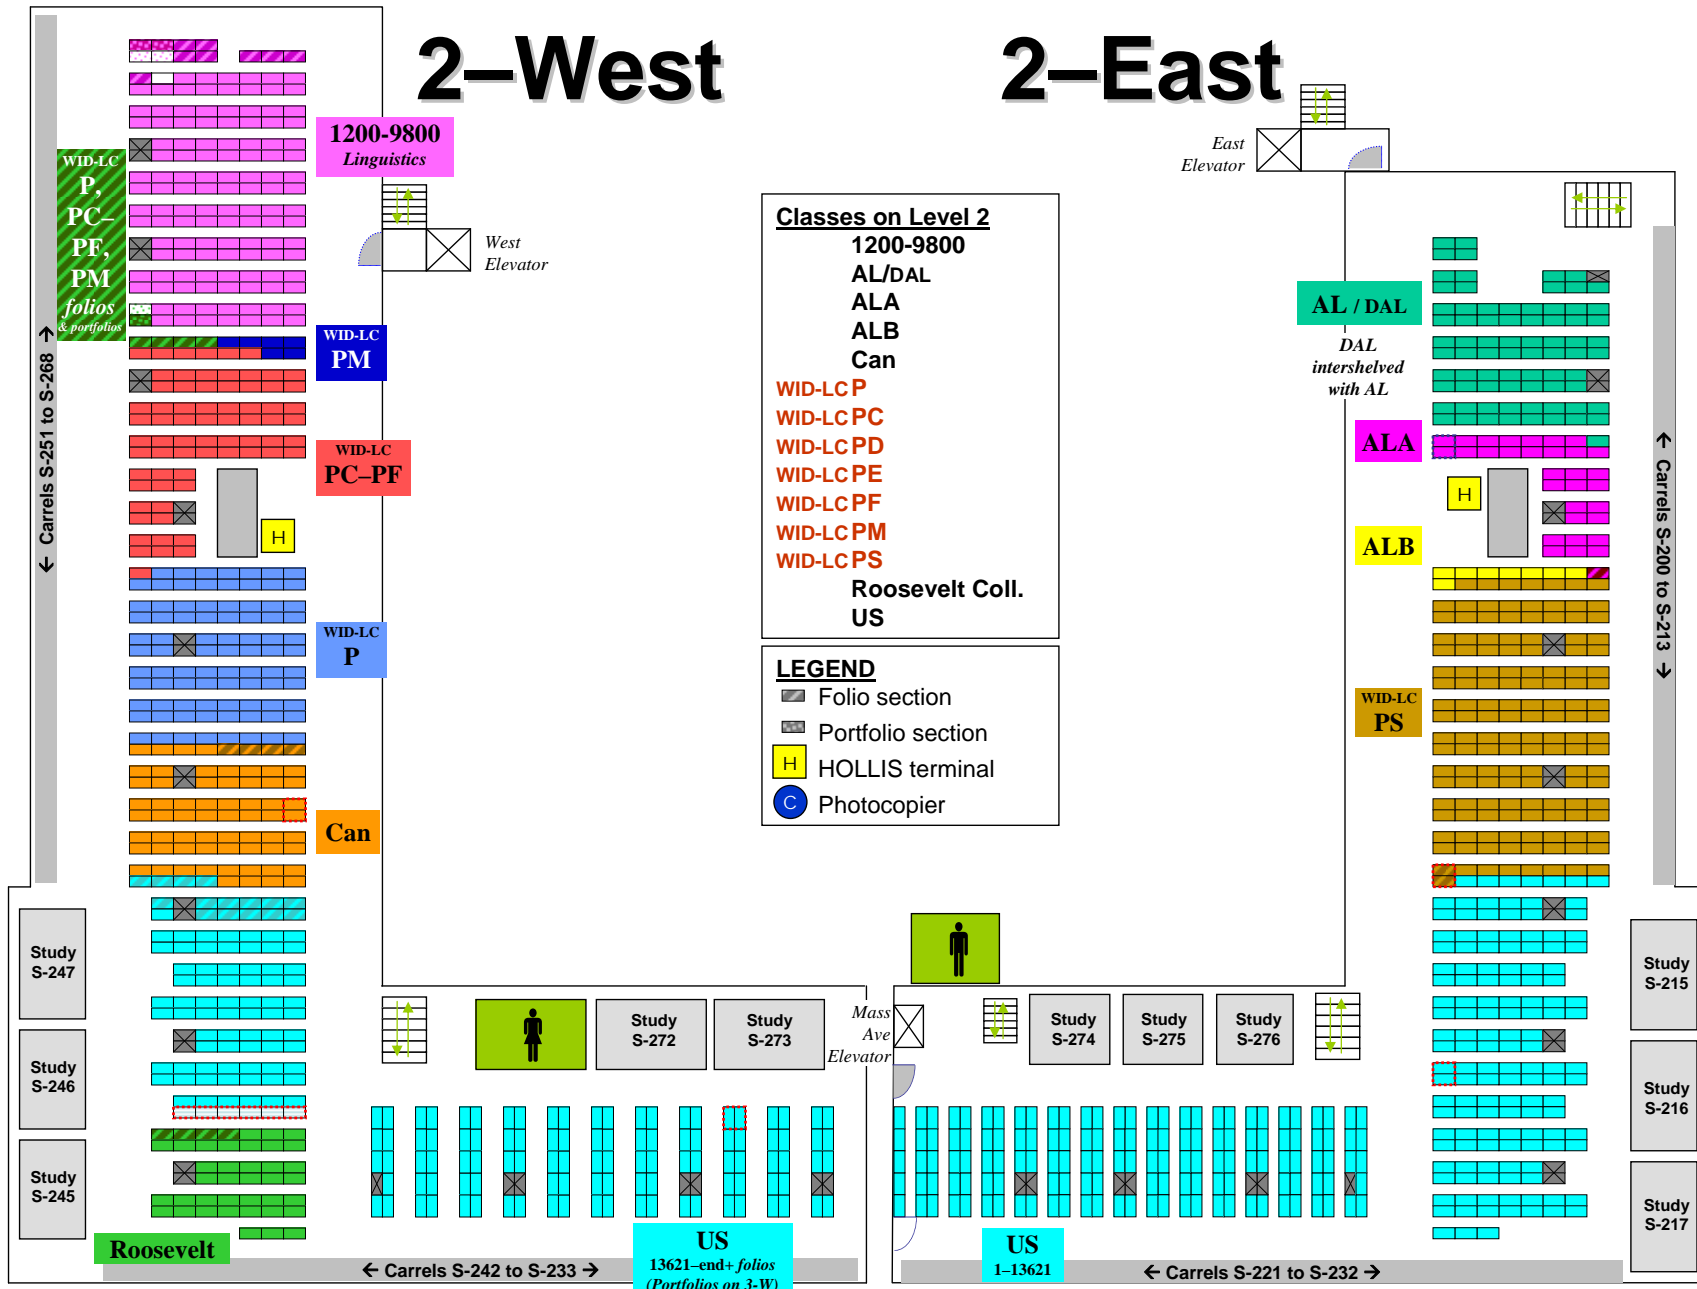 2–West
2–East
1200-9800
Linguistics
WID-LC
P,
PC–
PF,
PM
folios
& portfolios
West
Elevator
East
Elevator
← Carrels S-251 to S-268 →
WID-LC
PM
WID-LC
PC–PF
H
WID-LC
P
Can
Classes on Level 2
1200-9800
AL/DAL
ALA
ALB
Can
WID-LC P
WID-LC PC
WID-LC PD
WID-LC PE
WID-LC PF
WID-LC PM
WID-LC PS
Roosevelt Coll.
US
LEGEND
Folio section
Portfolio section
H HOLLIS terminal
C Photocopier
AL / DAL
DAL
intershelved
with AL
ALA
H
ALB
WID-LC
PS
← Carrels S-200 to S-213 →
Study
S-247
Study
S-246
Study
S-245
Roosevelt
Study
S-272
Study
S-273
Mass
Ave
Elevator
Study
S-274
Study
S-275
Study
S-276
Study
S-215
Study
S-216
Study
S-217
← Carrels S-242 to S-233 →
US
13621–end+ folios
(Portfolios on 3-W)
US
1–13621
← Carrels S-221 to S-232 →